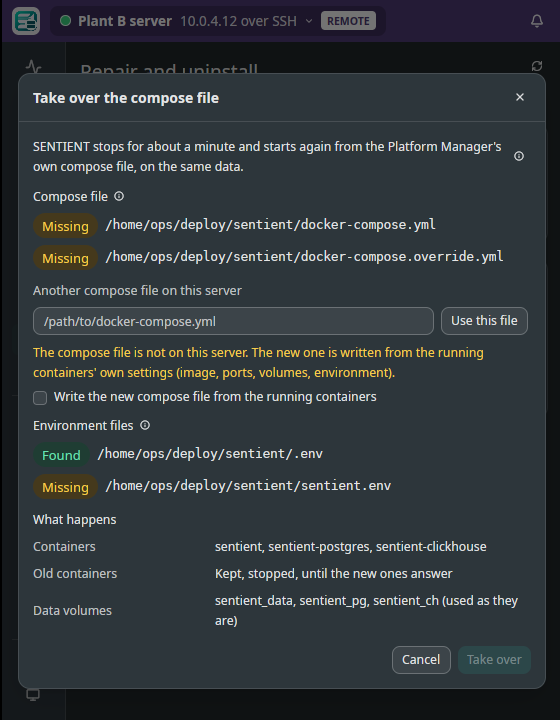 Plant B server 10.0.4.12 over SSH REMOTE
Repair and uninstall
Take over the compose file
SENTIENT stops for about a minute and starts again from the Platform Manager's
own compose file, on the same data.
Compose file
Missing /home/ops/deploy/sentient/docker-compose.yml
Missing /home/ops/deploy/sentient/docker-compose.override.yml
Another compose file on this server
/path/to/docker-compose.yml Use this file
The compose file is not on this server. The new one is written from the running
containers' own settings (image, ports, volumes, environment).
Write the new compose file from the running containers
Environment files
Found /home/ops/deploy/sentient/.env
Missing /home/ops/deploy/sentient/sentient.env
What happens
Containers sentient, sentient-postgres, sentient-clickhouse
Old containers Kept, stopped, until the new ones answer
Data volumes sentient_data, sentient_pg, sentient_ch (used as they
are)
Cancel Take over